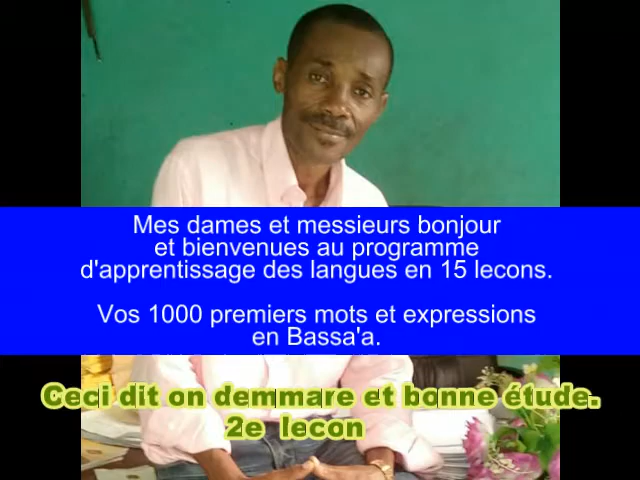 Mes dames et messieurs bonjour
et bienvenues au programme
d'apprentissage des langues en 15 lecons.
Vos 1000 premiers mots et expressions
en Bassa'a.
Ceci dit on demmare et bonne étude.
2e lecon